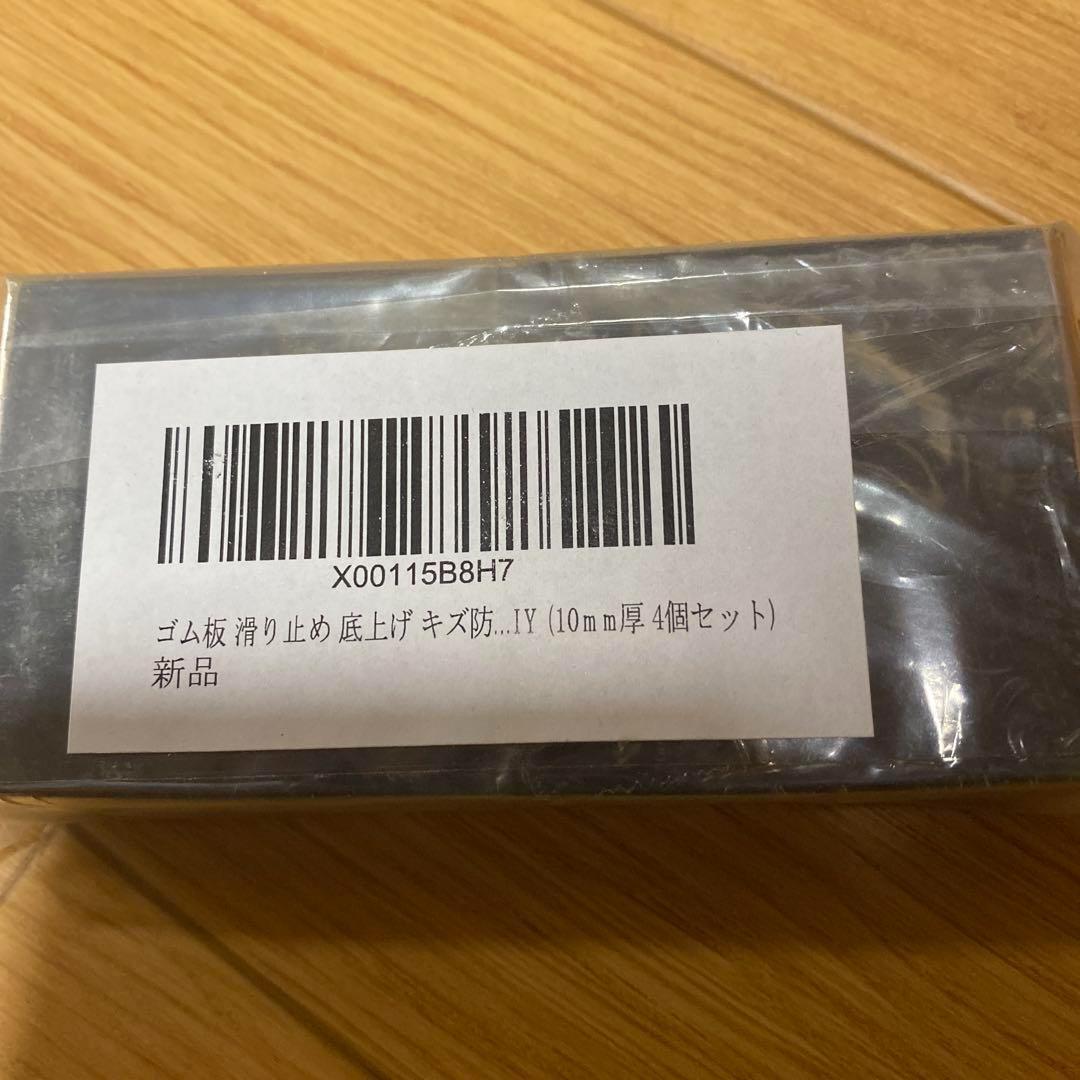 X00115B8H7
ゴム板 滑り止め 底上げ キズ防...IY (10mm厚 4個セット)
新品